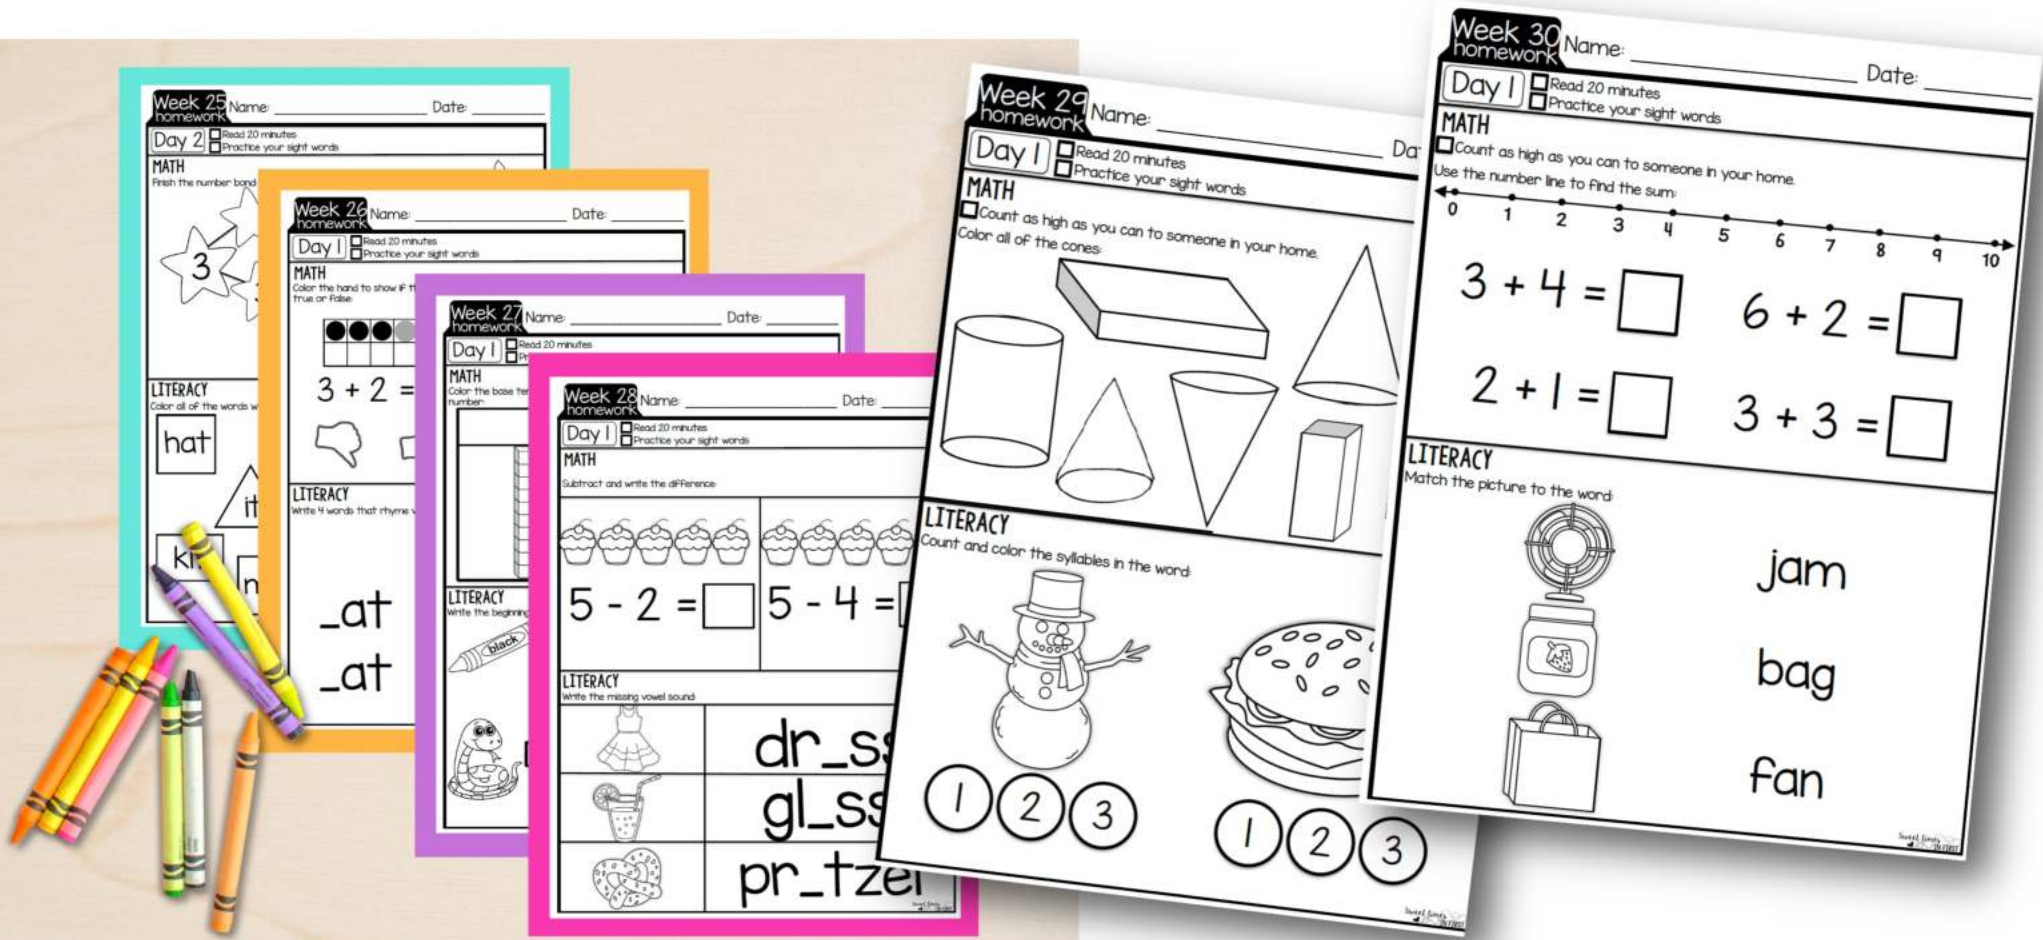 Week 25
homework
Name:
Date:
Day 2
Read 20 minutes
Practice your sight words
MATH
Finish the number bond
3
LITERACY
Color all of the words
hat
it
Week 26
homework
Name:
Date:
Day 1
Read 20 minutes
Practice your sight words
MATH
Color the hand to show if
true or false:
3 + 2 =
LITERACY
Write 4 words that rhyme
_at
_at
Week 27
homework
Name:
Date:
Day 1
Read 20 minutes
MATH
Color the base
number:
LITERACY
Write the beginning
black
Week 28
homework
Name:
Date:
Day 1
Read 20 minutes
Practice your sight words
MATH
Subtract and write the difference:
5 - 2 =
5 - 4 =
LITERACY
Write the missing vowel sound:
dr_ss
gl_ss
pr_tzel
Week 29
homework
Name:
Day 1
Read 20 minutes
Practice your sight words
MATH
Count as high as you can to someone in your home.
Color all of the cones:
LITERACY
Count and color the syllables in the word:
1 2 3
1 2 3
Week 30
homework
Name:
Date:
Day 1
Read 20 minutes
Practice your sight words
MATH
Count as high as you can to someone in your home.
Use the number line to find the sum:
0 1 2 3 4 5 6 7 8 9 10
3 + 4 =
6 + 2 =
2 + 1 =
3 + 3 =
LITERACY
Match the picture to the word:
jam
bag
fan
Sweet Times
IN FIRST